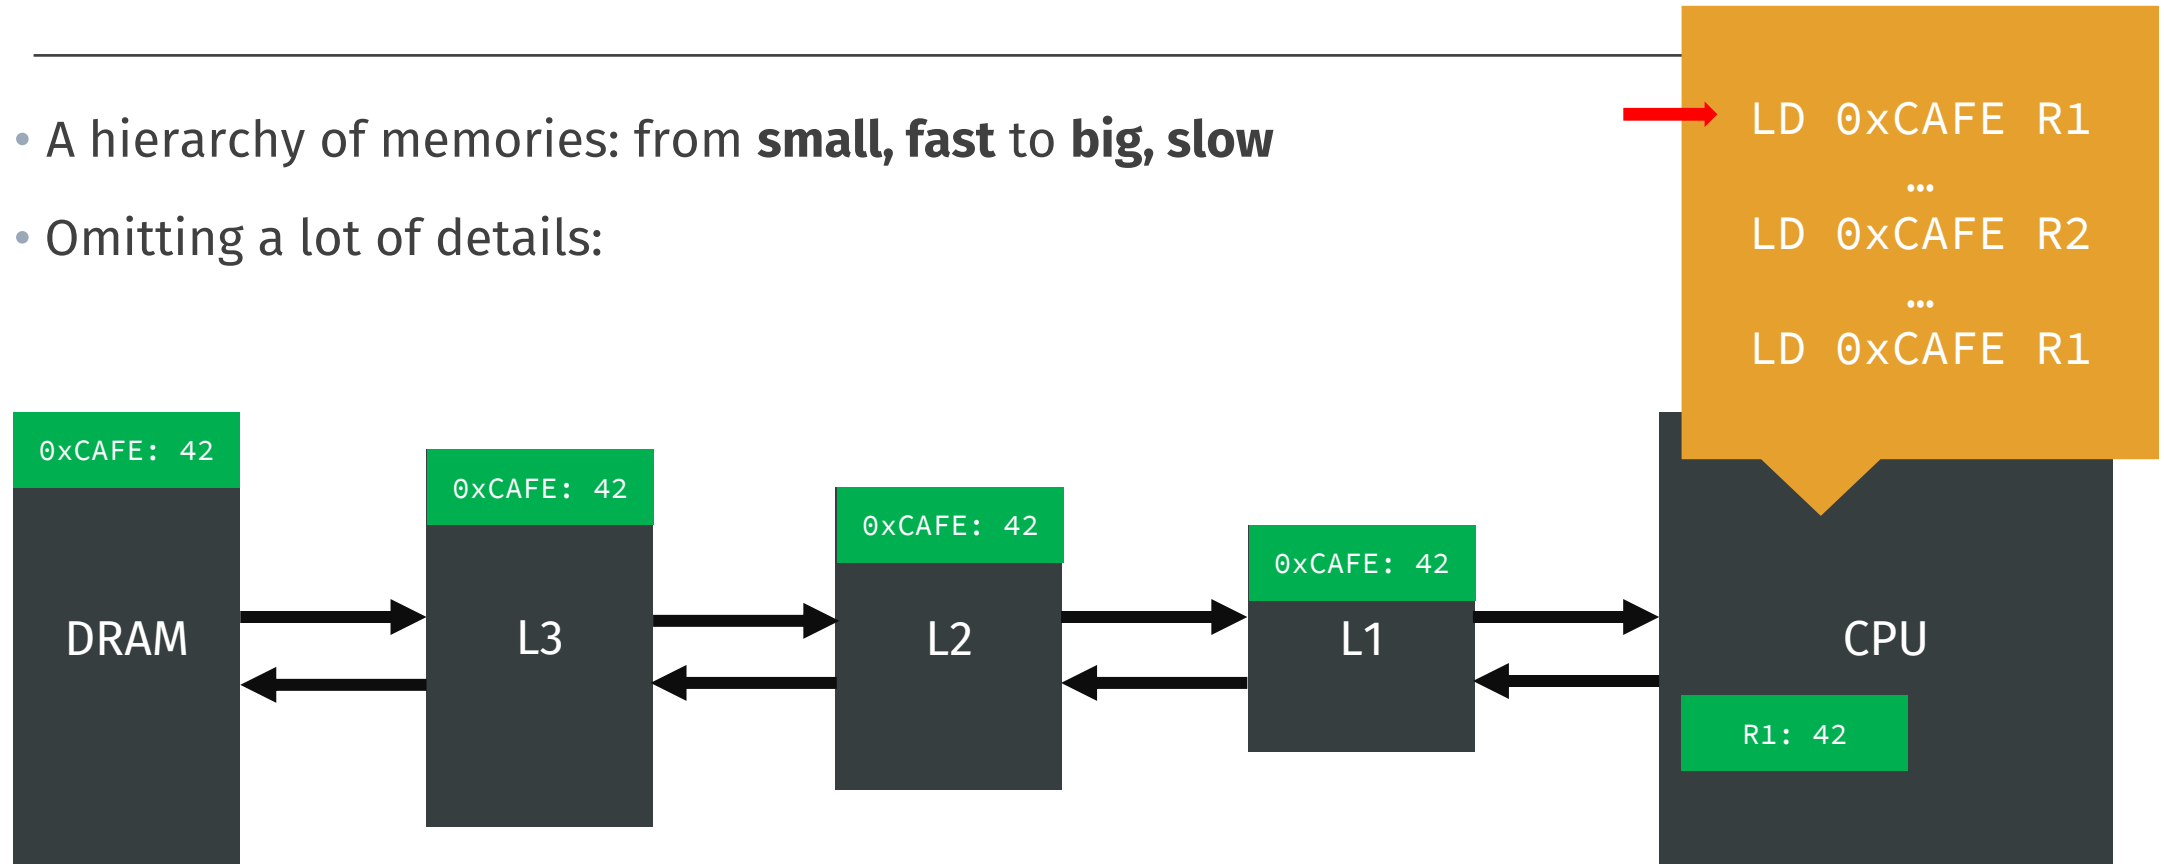 • A hierarchy of memories: from small, fast to big, slow
• Omitting a lot of details:
LD 0xCAFE R1
…
LD 0xCAFE R2
…
LD 0xCAFE R1
0xCAFE: 42
0xCAFE: 42
0xCAFE: 42
0xCAFE: 42
DRAM
L3
L2
L1
CPU
R1: 42